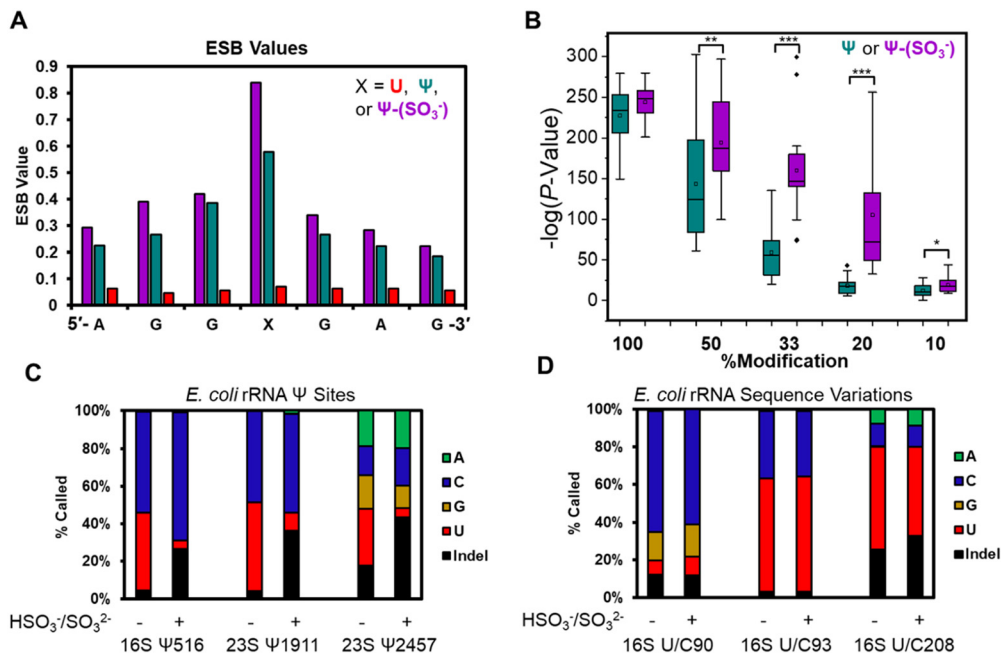 A
ESB Values
X = U, Ψ,
or Ψ-(SO₃⁻)
ESB Value
0.9
0.8
0.7
0.6
0.5
0.4
0.3
0.2
0.1
0
5′- A G G X G A G -3′
B
Ψ or Ψ-(SO₃⁻)
** *** *** *
-log(P-Value)
300
250
200
150
100
50
0
100 50 33 20 10
%Modification
C
E. coli rRNA Ψ Sites
% Called
100%
80%
60%
40%
20%
0%
A
C
G
U
Indel
HSO₃⁻/SO₃²⁻ - + - + - +
16S Ψ516 23S Ψ1911 23S Ψ2457
D
E. coli rRNA Sequence Variations
% Called
100%
80%
60%
40%
20%
0%
A
C
G
U
Indel
HSO₃⁻/SO₃²⁻ - + - + - +
16S U/C90 16S U/C93 16S U/C208